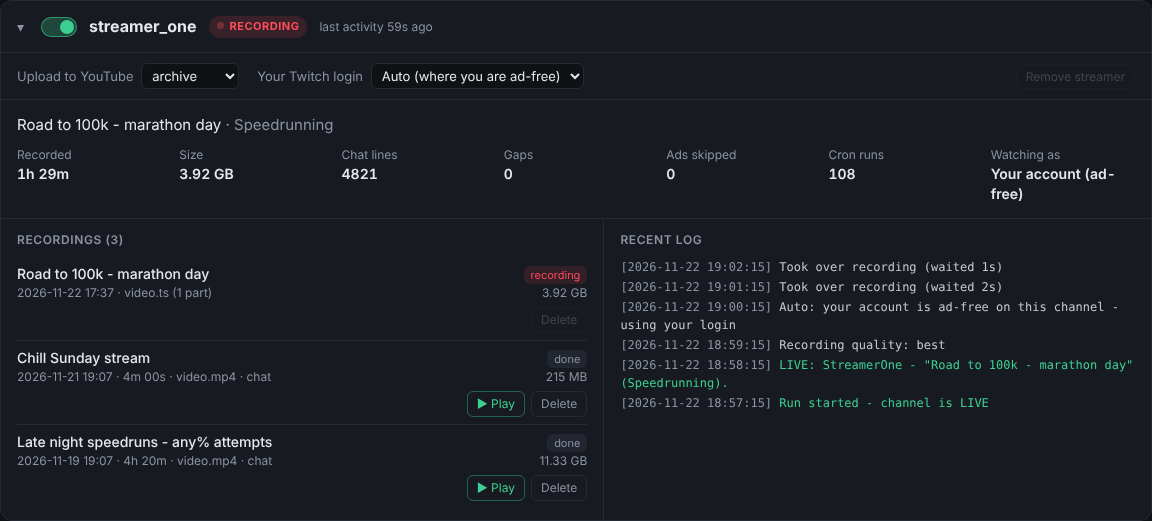 ▼ streamer_one RECORDING last activity 59s ago
Upload to YouTube archive Your Twitch login Auto (where you are ad-free) Remove streamer
Road to 100k - marathon day · Speedrunning
Recorded Size Chat lines Gaps Ads skipped Cron runs Watching as
1h 29m 3.92 GB 4821 0 0 108 Your account (ad-
free)
RECORDINGS (3)
Road to 100k - marathon day recording
2026-11-22 17:37 · video.ts (1 part) 3.92 GB
Delete
Chill Sunday stream done
2026-11-21 19:07 · 4m 00s · video.mp4 · chat 215 MB
▶ Play Delete
Late night speedruns - any% attempts done
2026-11-19 19:07 · 4h 20m · video.mp4 · chat 11.33 GB
▶ Play Delete
RECENT LOG
[2026-11-22 19:02:15] Took over recording (waited 1s)
[2026-11-22 19:01:15] Took over recording (waited 2s)
[2026-11-22 19:00:15] Auto: your account is ad-free on this channel -
using your login
[2026-11-22 18:59:15] Recording quality: best
[2026-11-22 18:58:15] LIVE: StreamerOne - "Road to 100k - marathon day"
(Speedrunning).
[2026-11-22 18:57:15] Run started - channel is LIVE